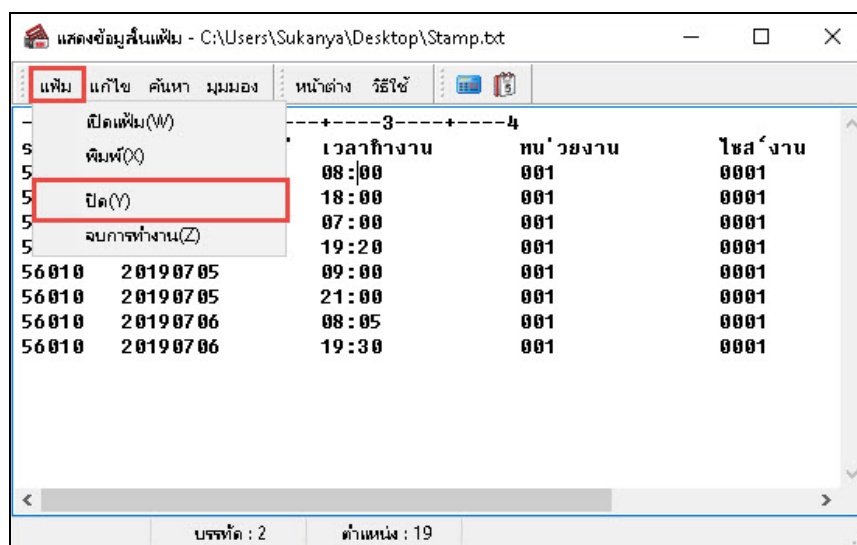 แสดงข้อมูลในแฟ้ม - C:\Users\Sukanya\Desktop\Stamp.txt
แฟ้ม แก้ไข ค้นหา มุมมอง หน้าต่าง วิธีใช้
เปิดแฟ้ม(W)
พิมพ์(X)
ปิด(Y)
จบการทำงาน(Z)
---+----3----+----4
เวลาทำงาน หน่วยงาน ไซส์งาน
5 08:00 001 0001
5 18:00 001 0001
5 07:00 001 0001
5 19:20 001 0001
56010 20190705 09:00 001 0001
56010 20190705 21:00 001 0001
56010 20190706 08:05 001 0001
56010 20190706 19:30 001 0001
บรรทัด : 2 ตำแหน่ง : 19